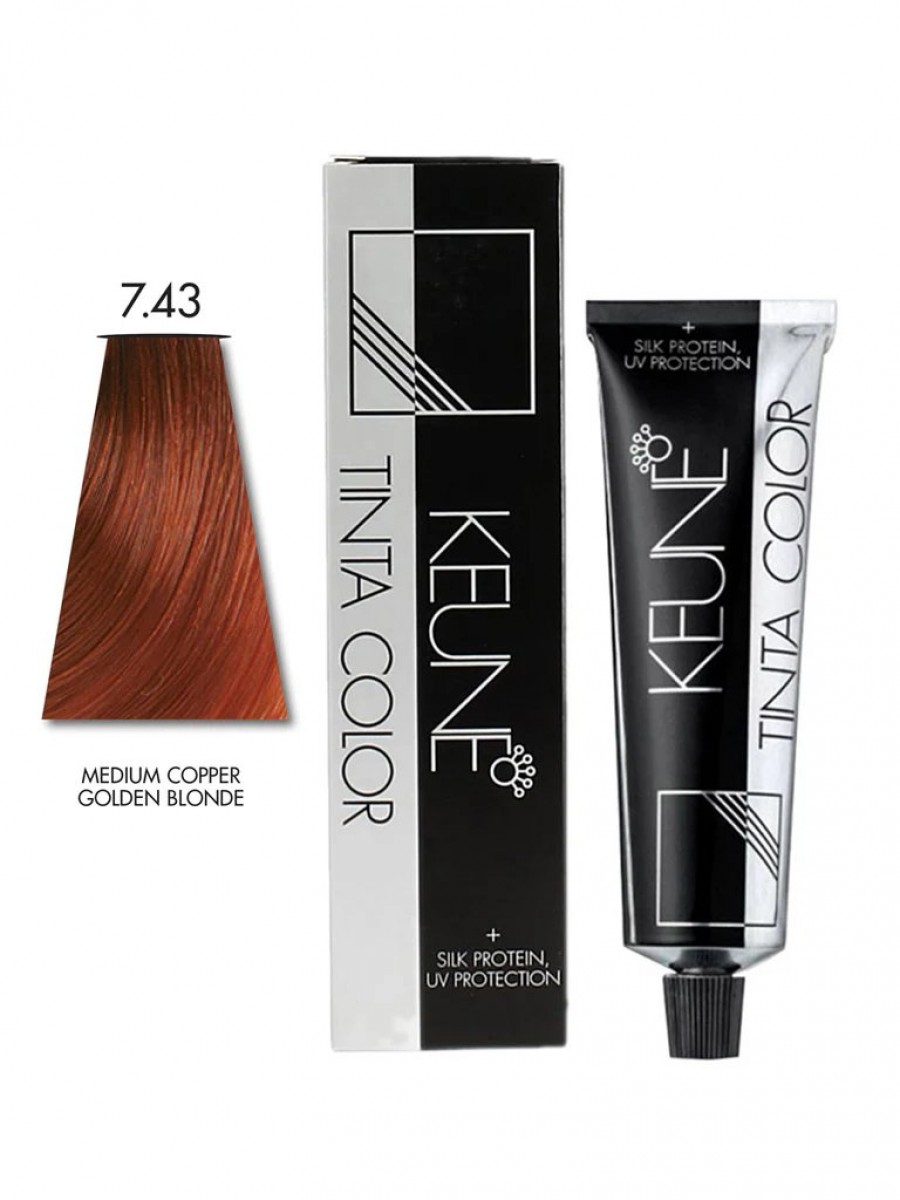 7.43
MEDIUM COPPER
GOLDEN BLONDE
TINTA COLOR
KEUNE
+
SILK PROTEIN,
UV PROTECTION
+
SILK PROTEIN,
UV PROTECTION
KEUNE
TINTA COLOR